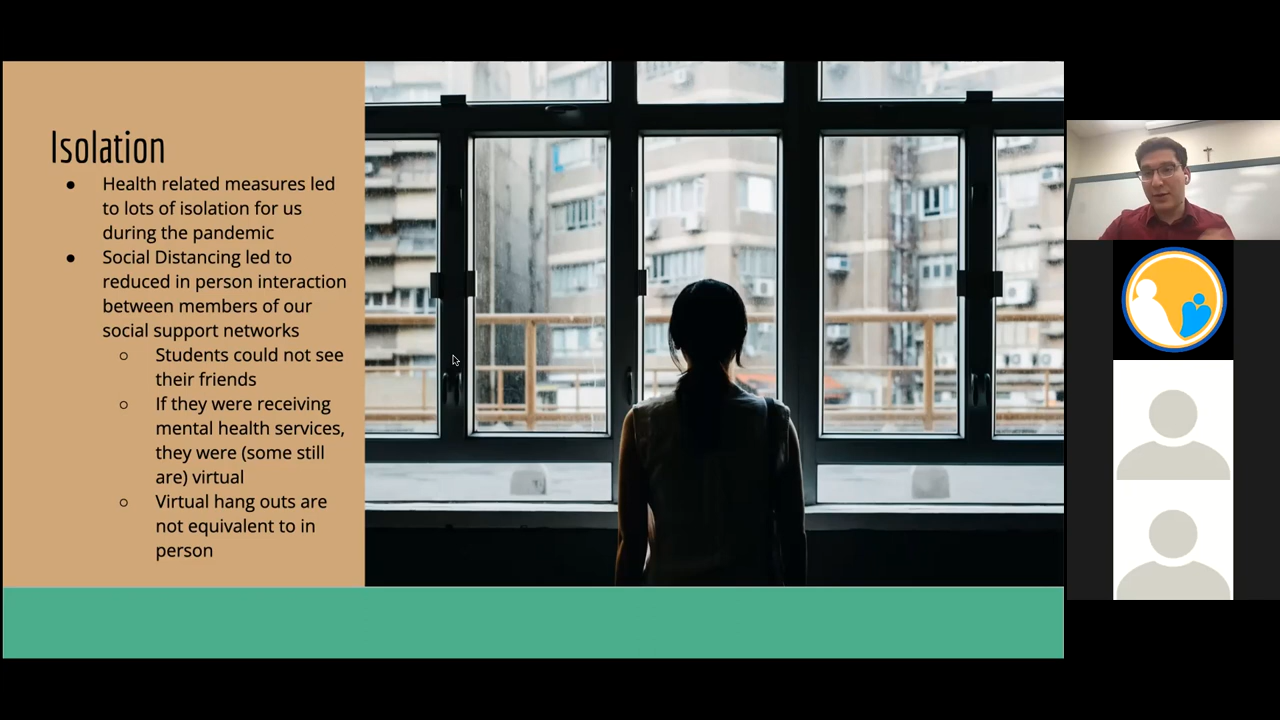 Isolation
● Health related measures led
to lots of isolation for us
during the pandemic
● Social Distancing led to
reduced in person interaction
between members of our
social support networks
○ Students could not see
their friends
○ If they were receiving
mental health services,
they were (some still
are) virtual
○ Virtual hang outs are
not equivalent to in
person